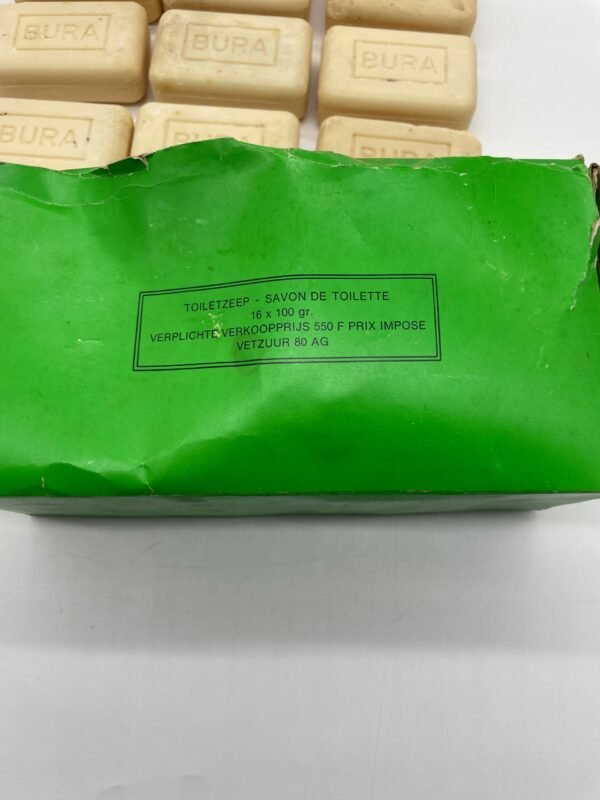 BURA
BURA
BURA
BURA
BURA
BURA
TOILETZEEP - SAVON DE TOILETTE
16 x 100 gr.
VERPLICHTE VERKOOPPRIJS 550 F PRIX IMPOSE
VETZUUR 80 AG